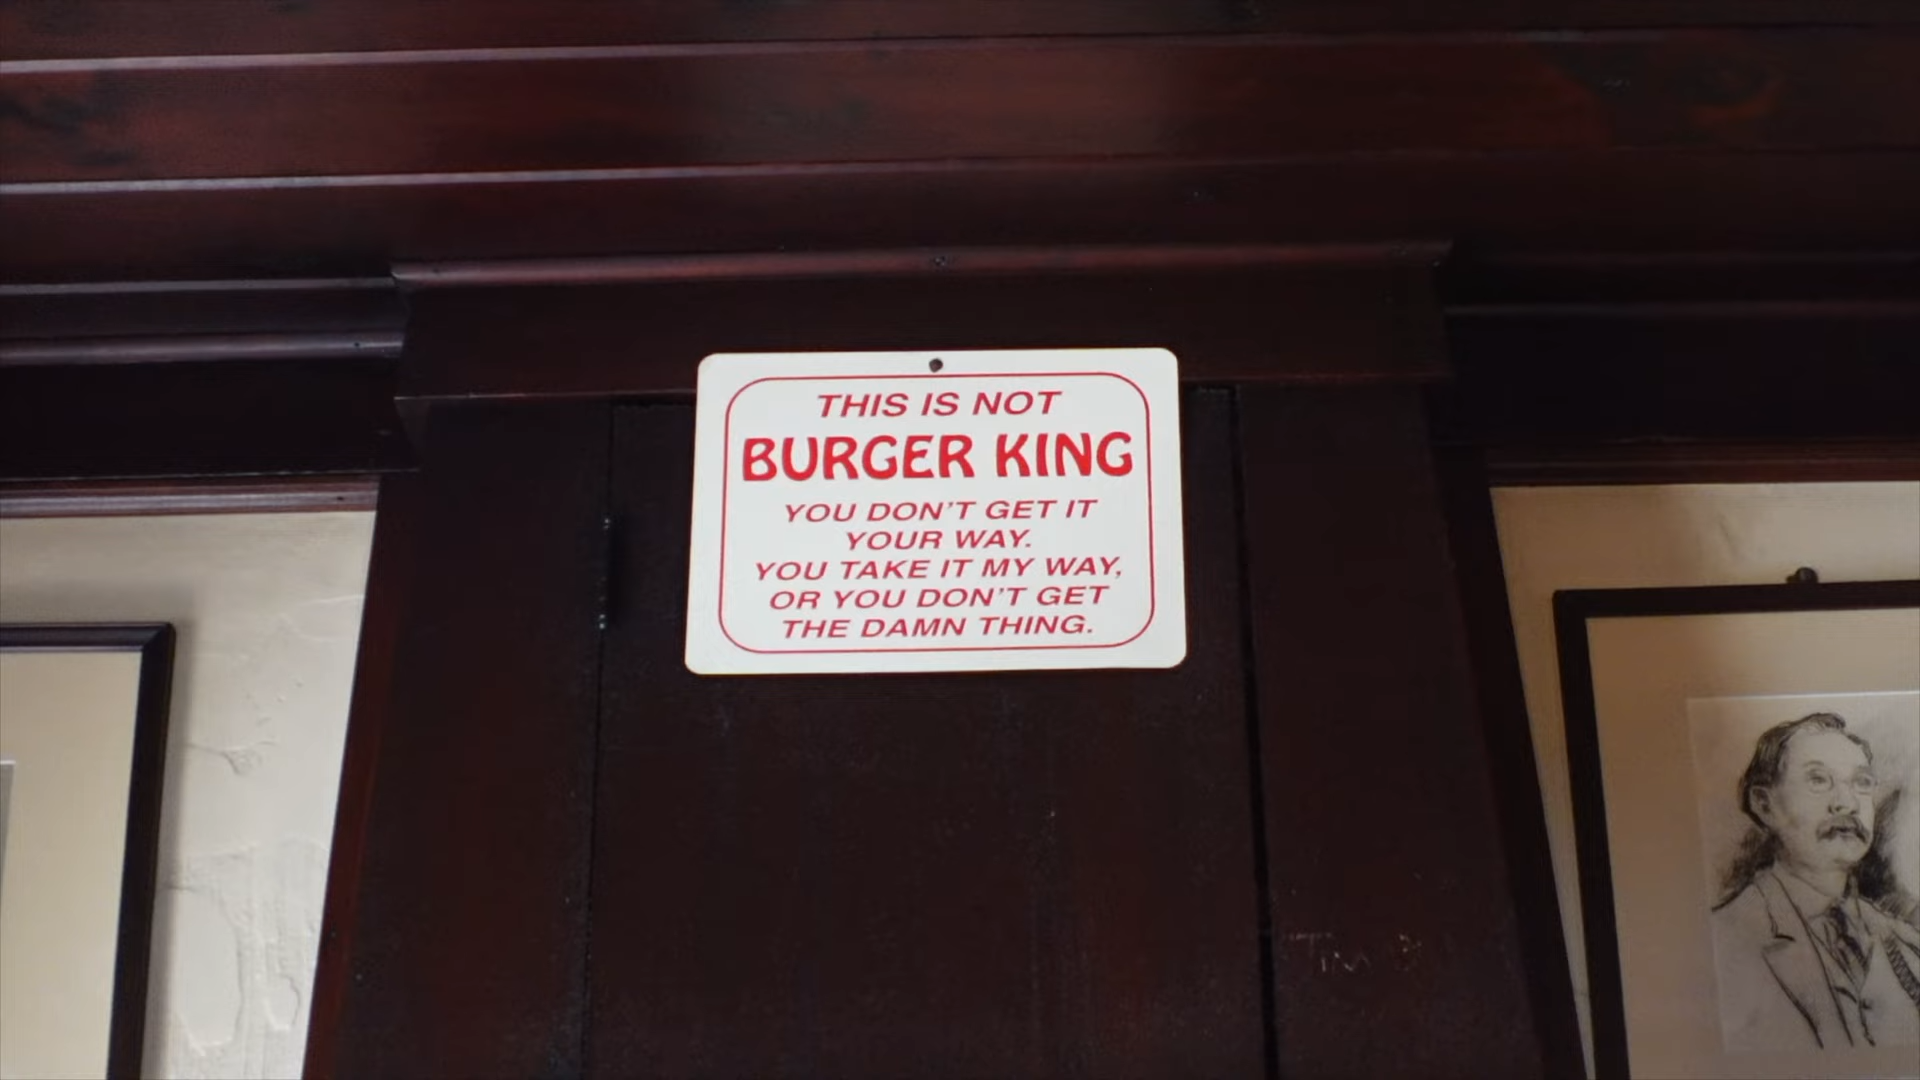 THIS IS NOT
BURGER KING
YOU DON'T GET IT
YOUR WAY.
YOU TAKE IT MY WAY,
OR YOU DON'T GET
THE DAMN THING.